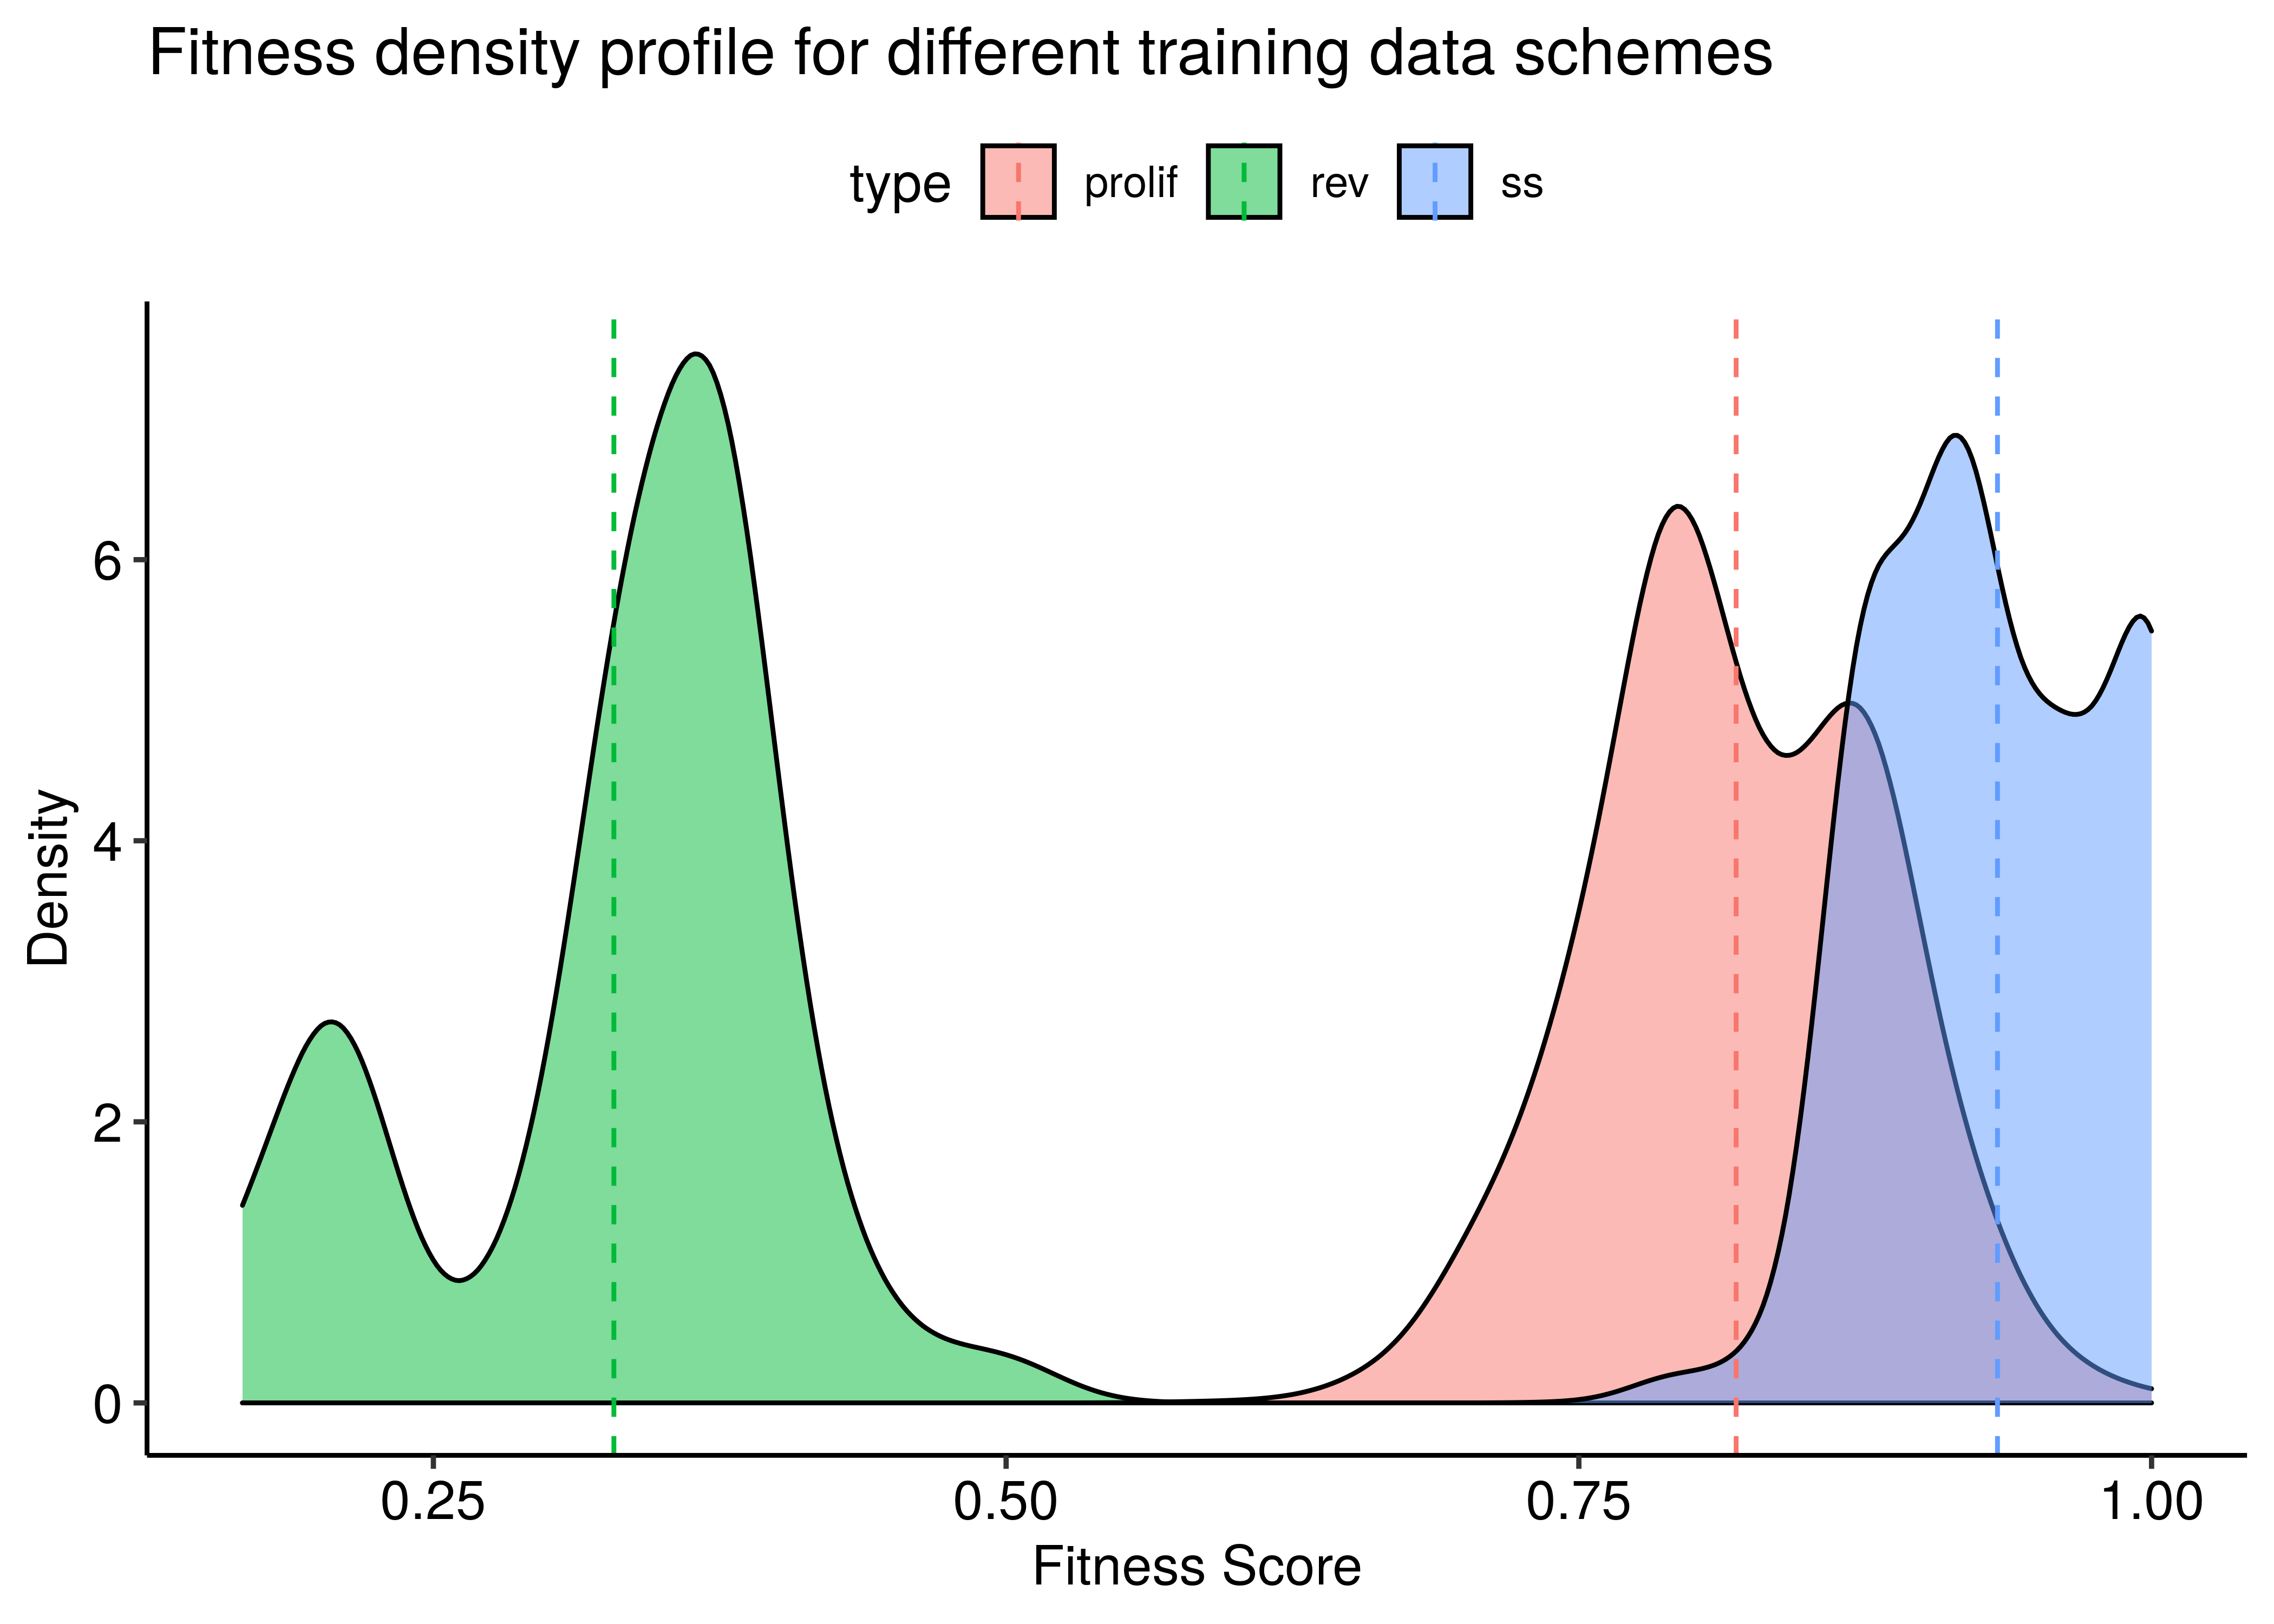 Fitness density profile for different training data schemes
type prolif rev ss
Density
6
4
2
0
0.25 0.50 0.75 1.00
Fitness Score